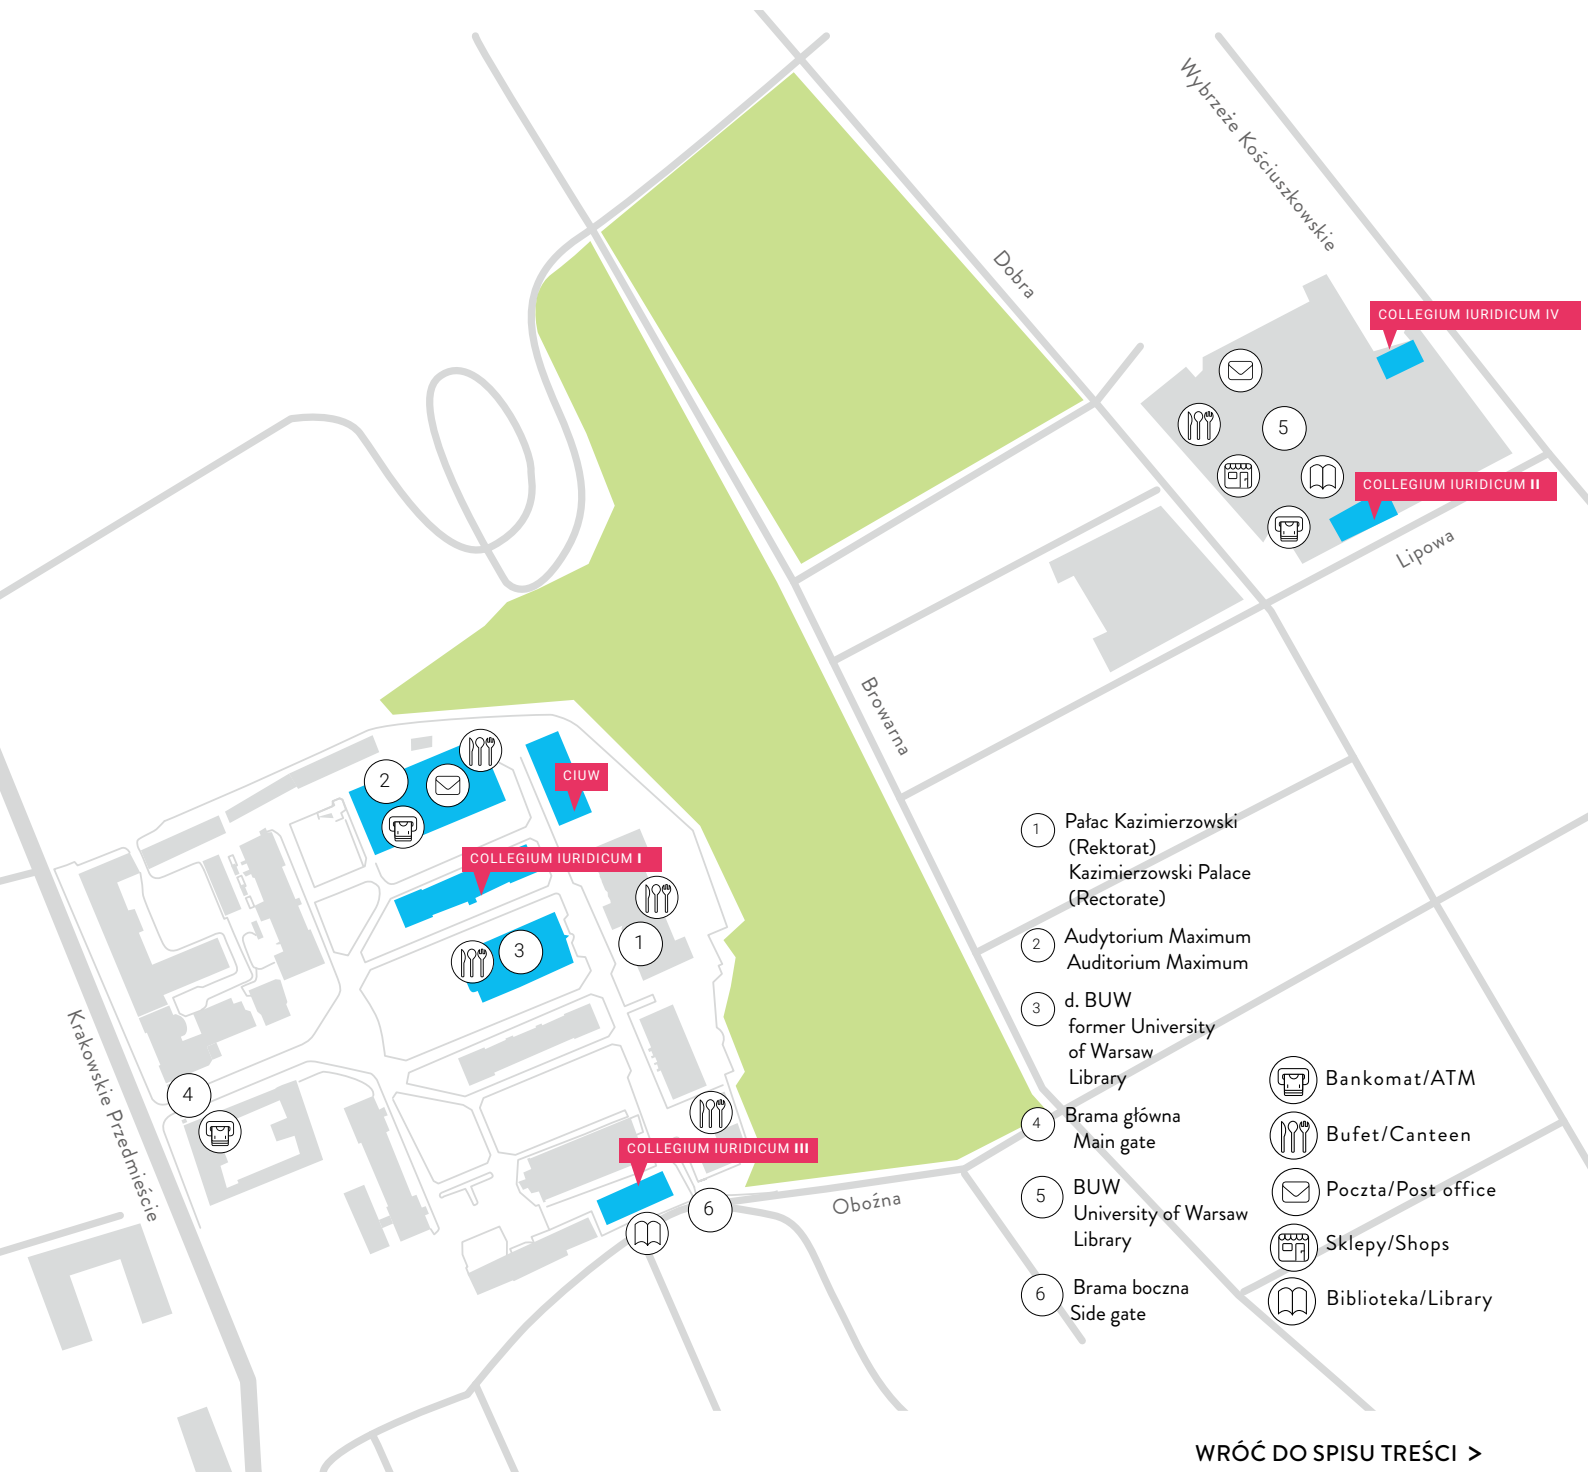 Wybrzeże Kościuszkowskie
Dobra
COLLEGIUM IURIDICUM IV
5
COLLEGIUM IURIDICUM II
Lipowa
Browarna
2
CIUW
COLLEGIUM IURIDICUM I
3
1
Krakowskie Przedmieście
4
COLLEGIUM IURIDICUM III
6
Oboźna
1 Pałac Kazimierzowski
(Rektorat)
Kazimierzowski Palace
(Rectorate)
2 Audytorium Maximum
Auditorium Maximum
3 d. BUW
former University
of Warsaw
Library
4 Brama główna
Main gate
5 BUW
University of Warsaw
Library
6 Brama boczna
Side gate
Bankomat/ATM
Bufet/Canteen
Poczta/Post office
Sklepy/Shops
Biblioteka/Library
WRÓĆ DO SPISU TREŚCI >